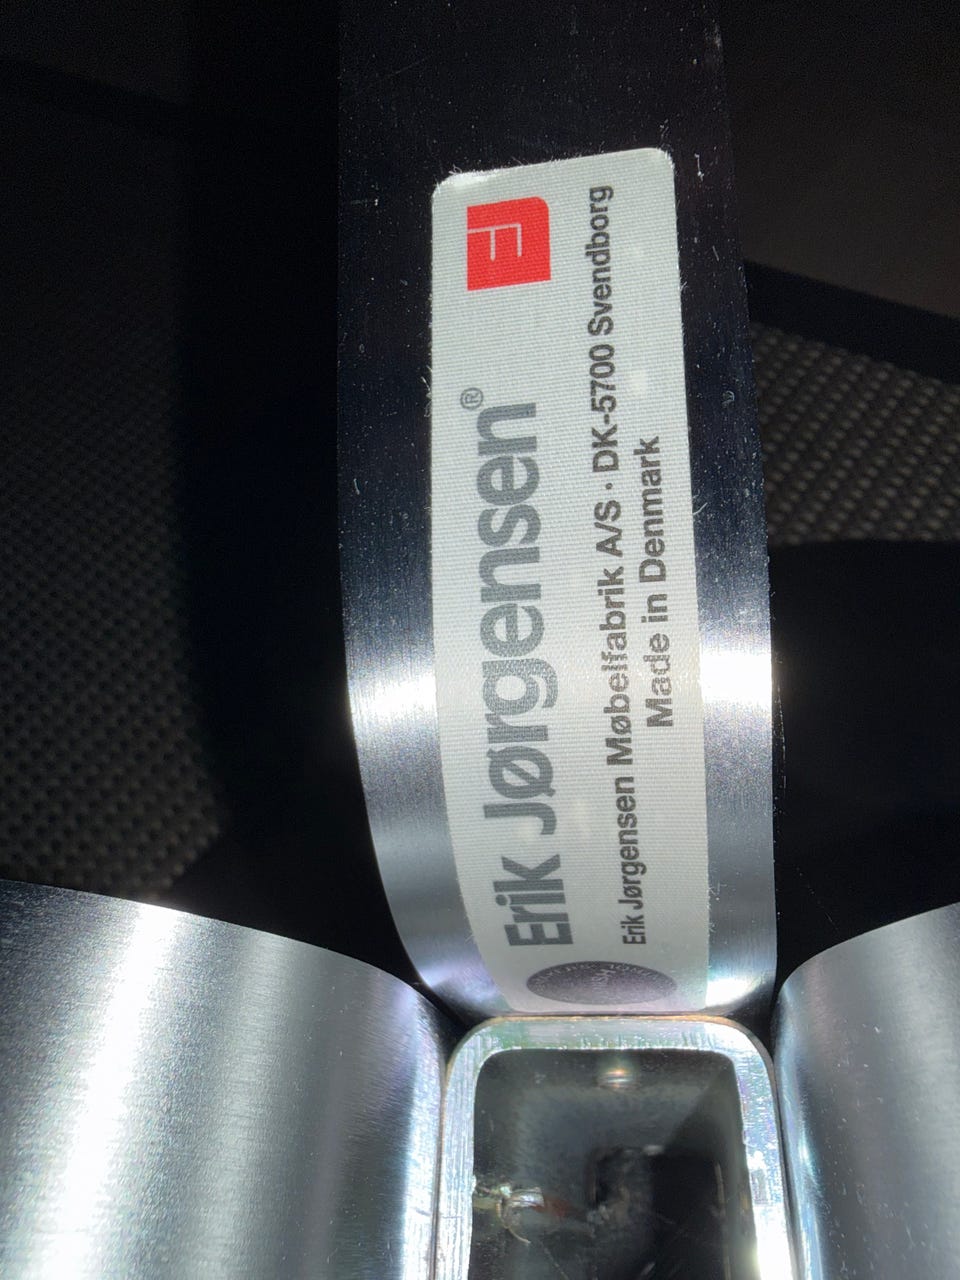 Erik Jørgensen®
Erik Jørgensen Møbelfabrik A/S · DK-5700 Svendborg
Made in Denmark